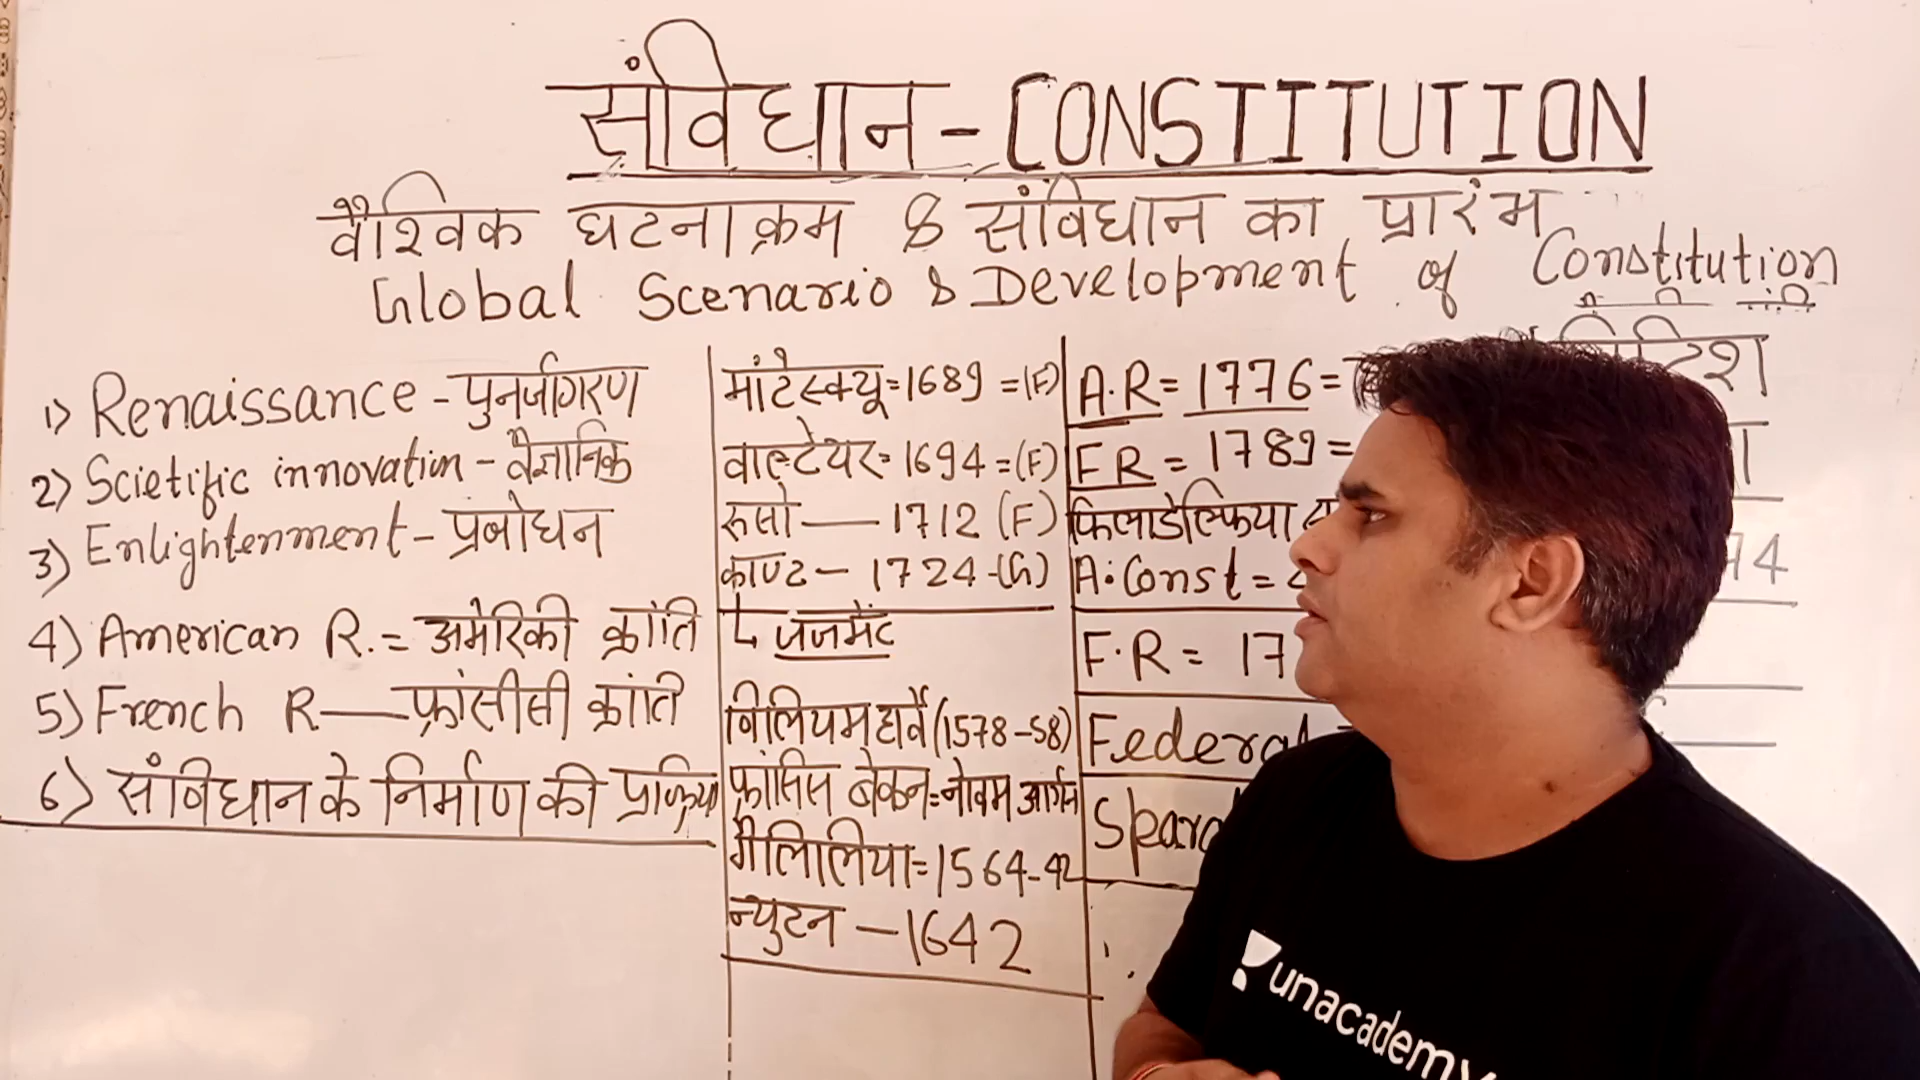 संविधान - CONSTITUTION
वैश्विक घटनाक्रम & संविधान का प्रारंभ
Global Scenario & Development of Constitution
1) Renaissance - पुनर्जागरण
2) Scietific innovation - वैज्ञानिक
3) Enlightenment - प्रबोधन
4) American R. = अमेरिकी क्रांति
5) French R — फ्रांसीसी क्रांति
6) संविधान के निर्माण की प्रक्रिया
मांटेस्क्यू = 1689 = (F)
वाल्टेयर = 1694 = (F)
रूसो — 1712 (F)
काण्ट — 1724 - (G)
↳ जजमेंट
विलियम हार्वे (1578-58)
फ्रांसिस बेकन = नोवम आर्गन
गैलिलिया = 1564-42
न्युटन — 1642
A.R = 1776 =
FR = 1789 =
फिलाडेल्फिया
A. Const =
F.R = 17
Federal
74
unacademy